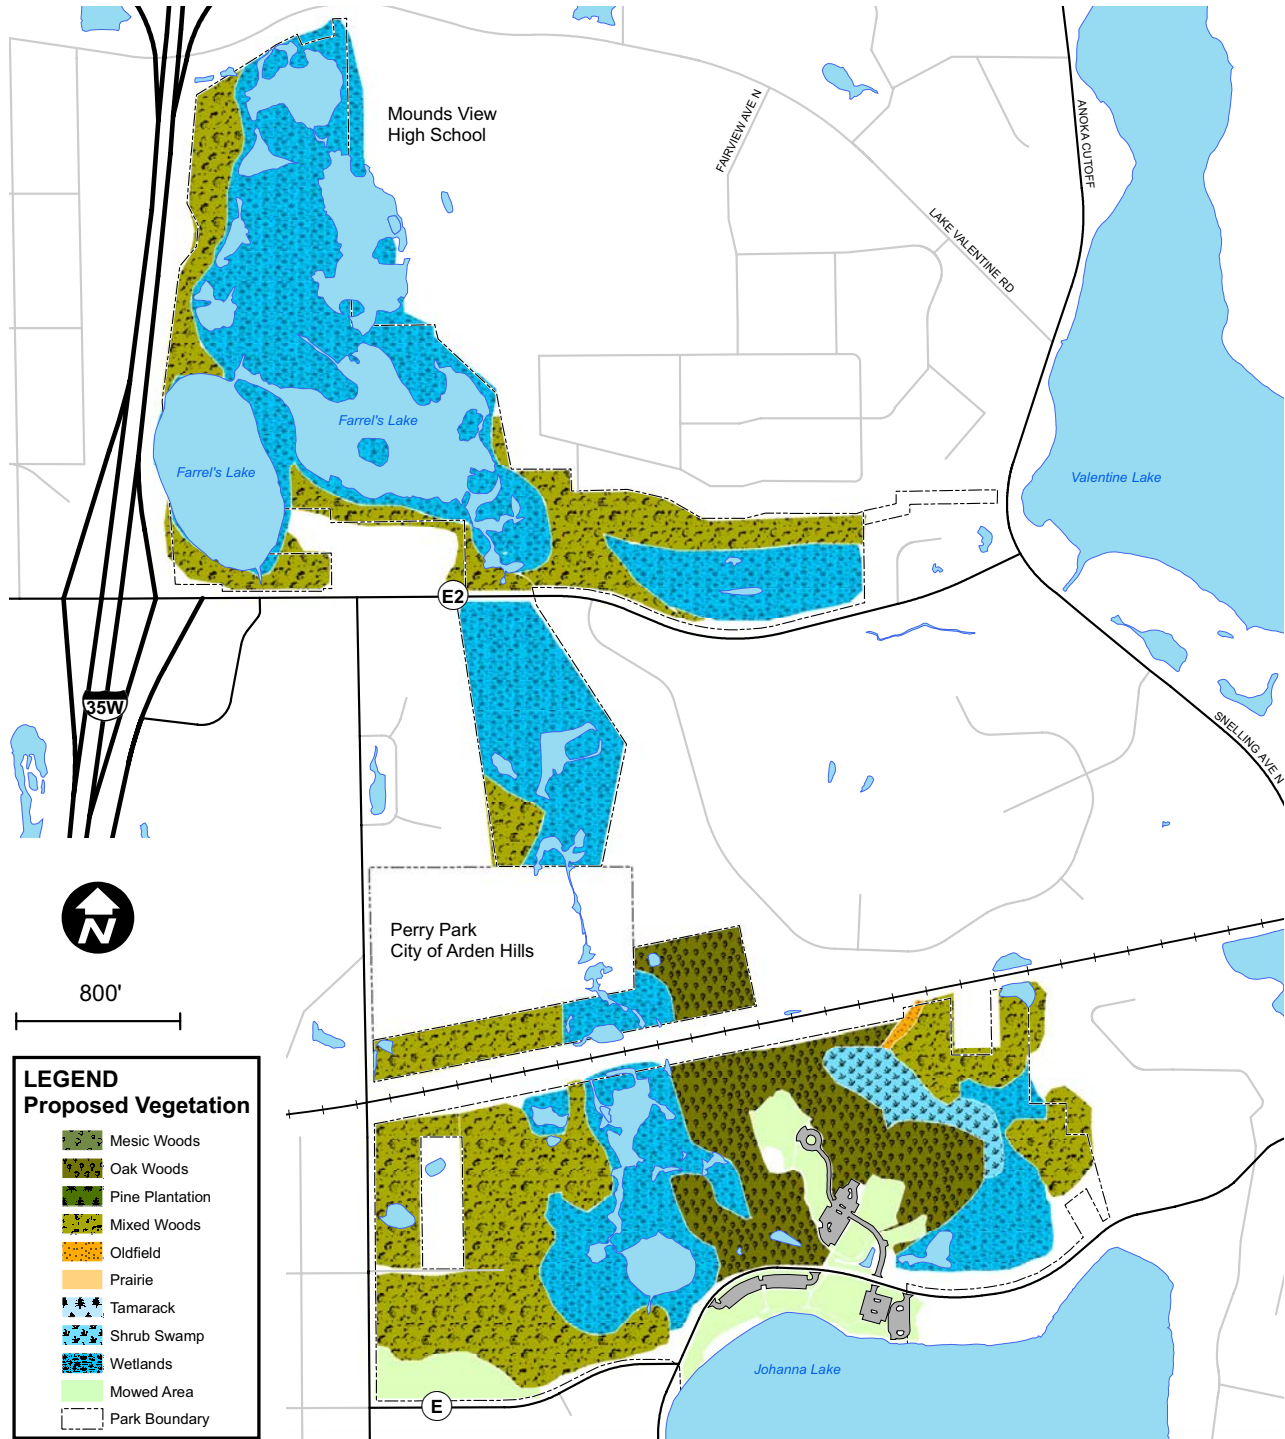 Mounds View
High School
FAIRVIEW AVE N
ANOKA CUTOFF
LAKE VALENTINE RD
Farrel's Lake
Farrel's Lake
Valentine Lake
E2
35W
SNELLING AVE N
N
Perry Park
City of Arden Hills
800'
LEGEND
Proposed Vegetation
Mesic Woods
Oak Woods
Pine Plantation
Mixed Woods
Oldfield
Prairie
Tamarack
Shrub Swamp
Wetlands
Mowed Area
Park Boundary
Johanna Lake
E